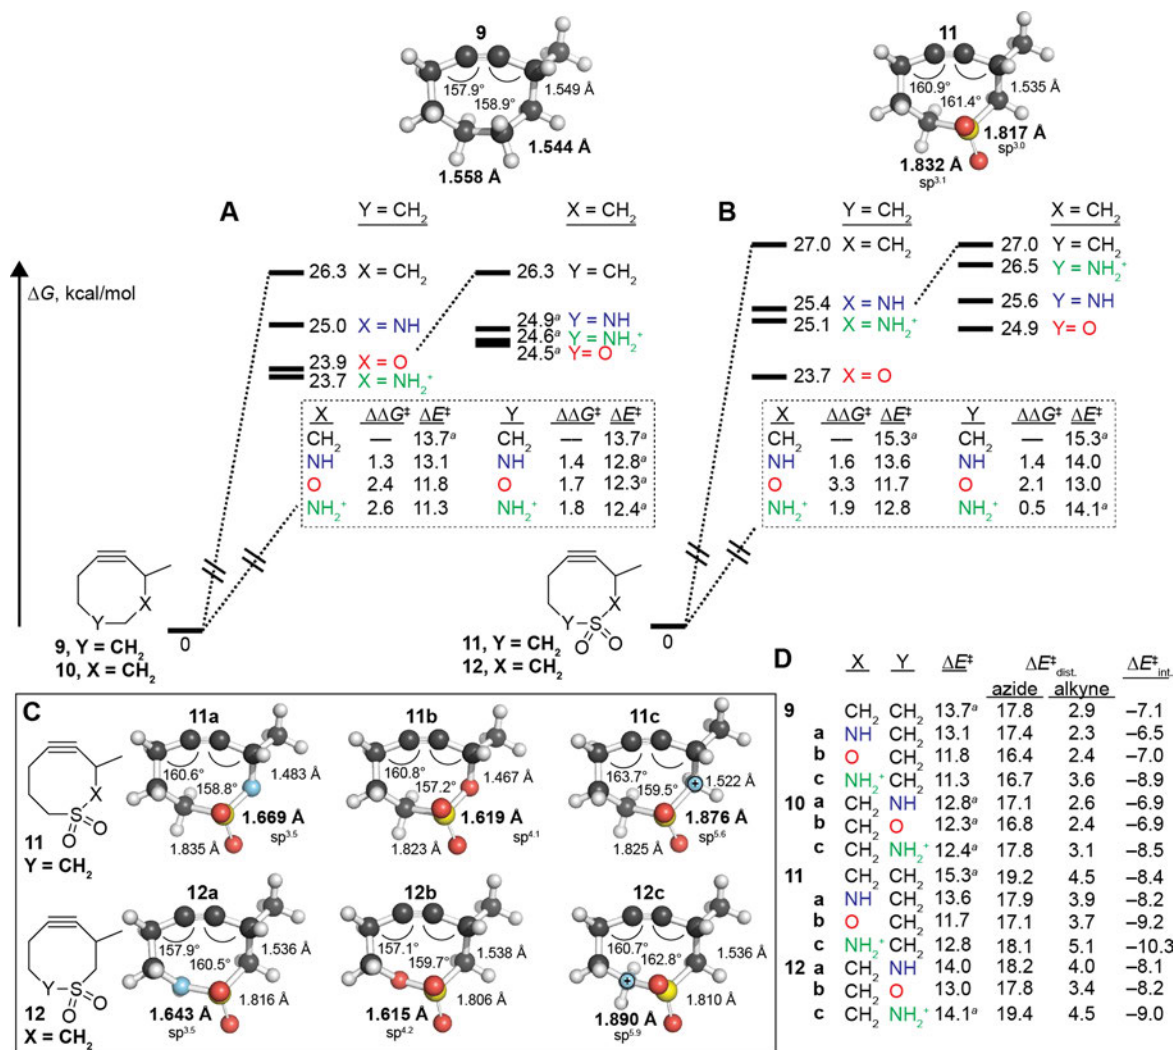 9
157.9°
158.9°
1.549 Å
1.544 Å
1.558 Å
11
160.9°
161.4°
1.535 Å
1.817 Å
sp3.0
1.832 Å
sp3.1
ΔG, kcal/mol
A
Y = CH2
X = CH2
26.3 X = CH2
25.0 X = NH
23.9 X = O
23.7 X = NH2+
26.3 Y = CH2
24.9a Y = NH
24.6a Y = NH2+
24.5a Y = O
X ΔΔG‡ ΔE‡ Y ΔΔG‡ ΔE‡
CH2 — 13.7a CH2 — 13.7a
NH 1.3 13.1 NH 1.4 12.8a
O 2.4 11.8 O 1.7 12.3a
NH2+ 2.6 11.3 NH2+ 1.8 12.4a
X
Y
0
9, Y = CH2
10, X = CH2
B
Y = CH2
X = CH2
27.0 X = CH2
25.4 X = NH
25.1 X = NH2+
23.7 X = O
27.0 Y = CH2
26.5 Y = NH2+
25.6 Y = NH
24.9 Y= O
X ΔΔG‡ ΔE‡ Y ΔΔG‡ ΔE‡
CH2 — 15.3a CH2 — 15.3a
NH 1.6 13.6 NH 1.4 14.0
O 3.3 11.7 O 2.1 13.0
NH2+ 1.9 12.8 NH2+ 0.5 14.1a
X
Y S
O O
0
11, Y = CH2
12, X = CH2
C
X
S O
O
11
Y = CH2
11a
160.6°
158.8°
1.483 Å
1.669 Å
sp3.5
1.835 Å
11b
160.8°
157.2°
1.467 Å
1.619 Å
sp4.1
1.823 Å
11c
163.7°
159.5°
+
1.522 Å
1.876 Å
sp5.6
1.825 Å
Y S O
O
12
X = CH2
12a
157.9°
160.5°
1.536 Å
1.816 Å
1.643 Å
sp3.5
12b
157.1°
159.7°
1.538 Å
1.806 Å
1.615 Å
sp4.2
12c
160.7°
162.8°
+
1.536 Å
1.810 Å
1.890 Å
sp5.9
D
X Y ΔE‡ ΔE‡dist. ΔE‡int.
azide alkyne
9 CH2 CH2 13.7a 17.8 2.9 –7.1
a NH CH2 13.1 17.4 2.3 –6.5
b O CH2 11.8 16.4 2.4 –7.0
c NH2+ CH2 11.3 16.7 3.6 –8.9
10 a CH2 NH 12.8a 17.1 2.6 –6.9
b CH2 O 12.3a 16.8 2.4 –6.9
c CH2 NH2+ 12.4a 17.8 3.1 –8.5
11 CH2 CH2 15.3a 19.2 4.5 –8.4
a NH CH2 13.6 17.9 3.9 –8.2
b O CH2 11.7 17.1 3.7 –9.2
c NH2+ CH2 12.8 18.1 5.1 –10.3
12 a CH2 NH 14.0 18.2 4.0 –8.1
b CH2 O 13.0 17.8 3.4 –8.2
c CH2 NH2+ 14.1a 19.4 4.5 –9.0